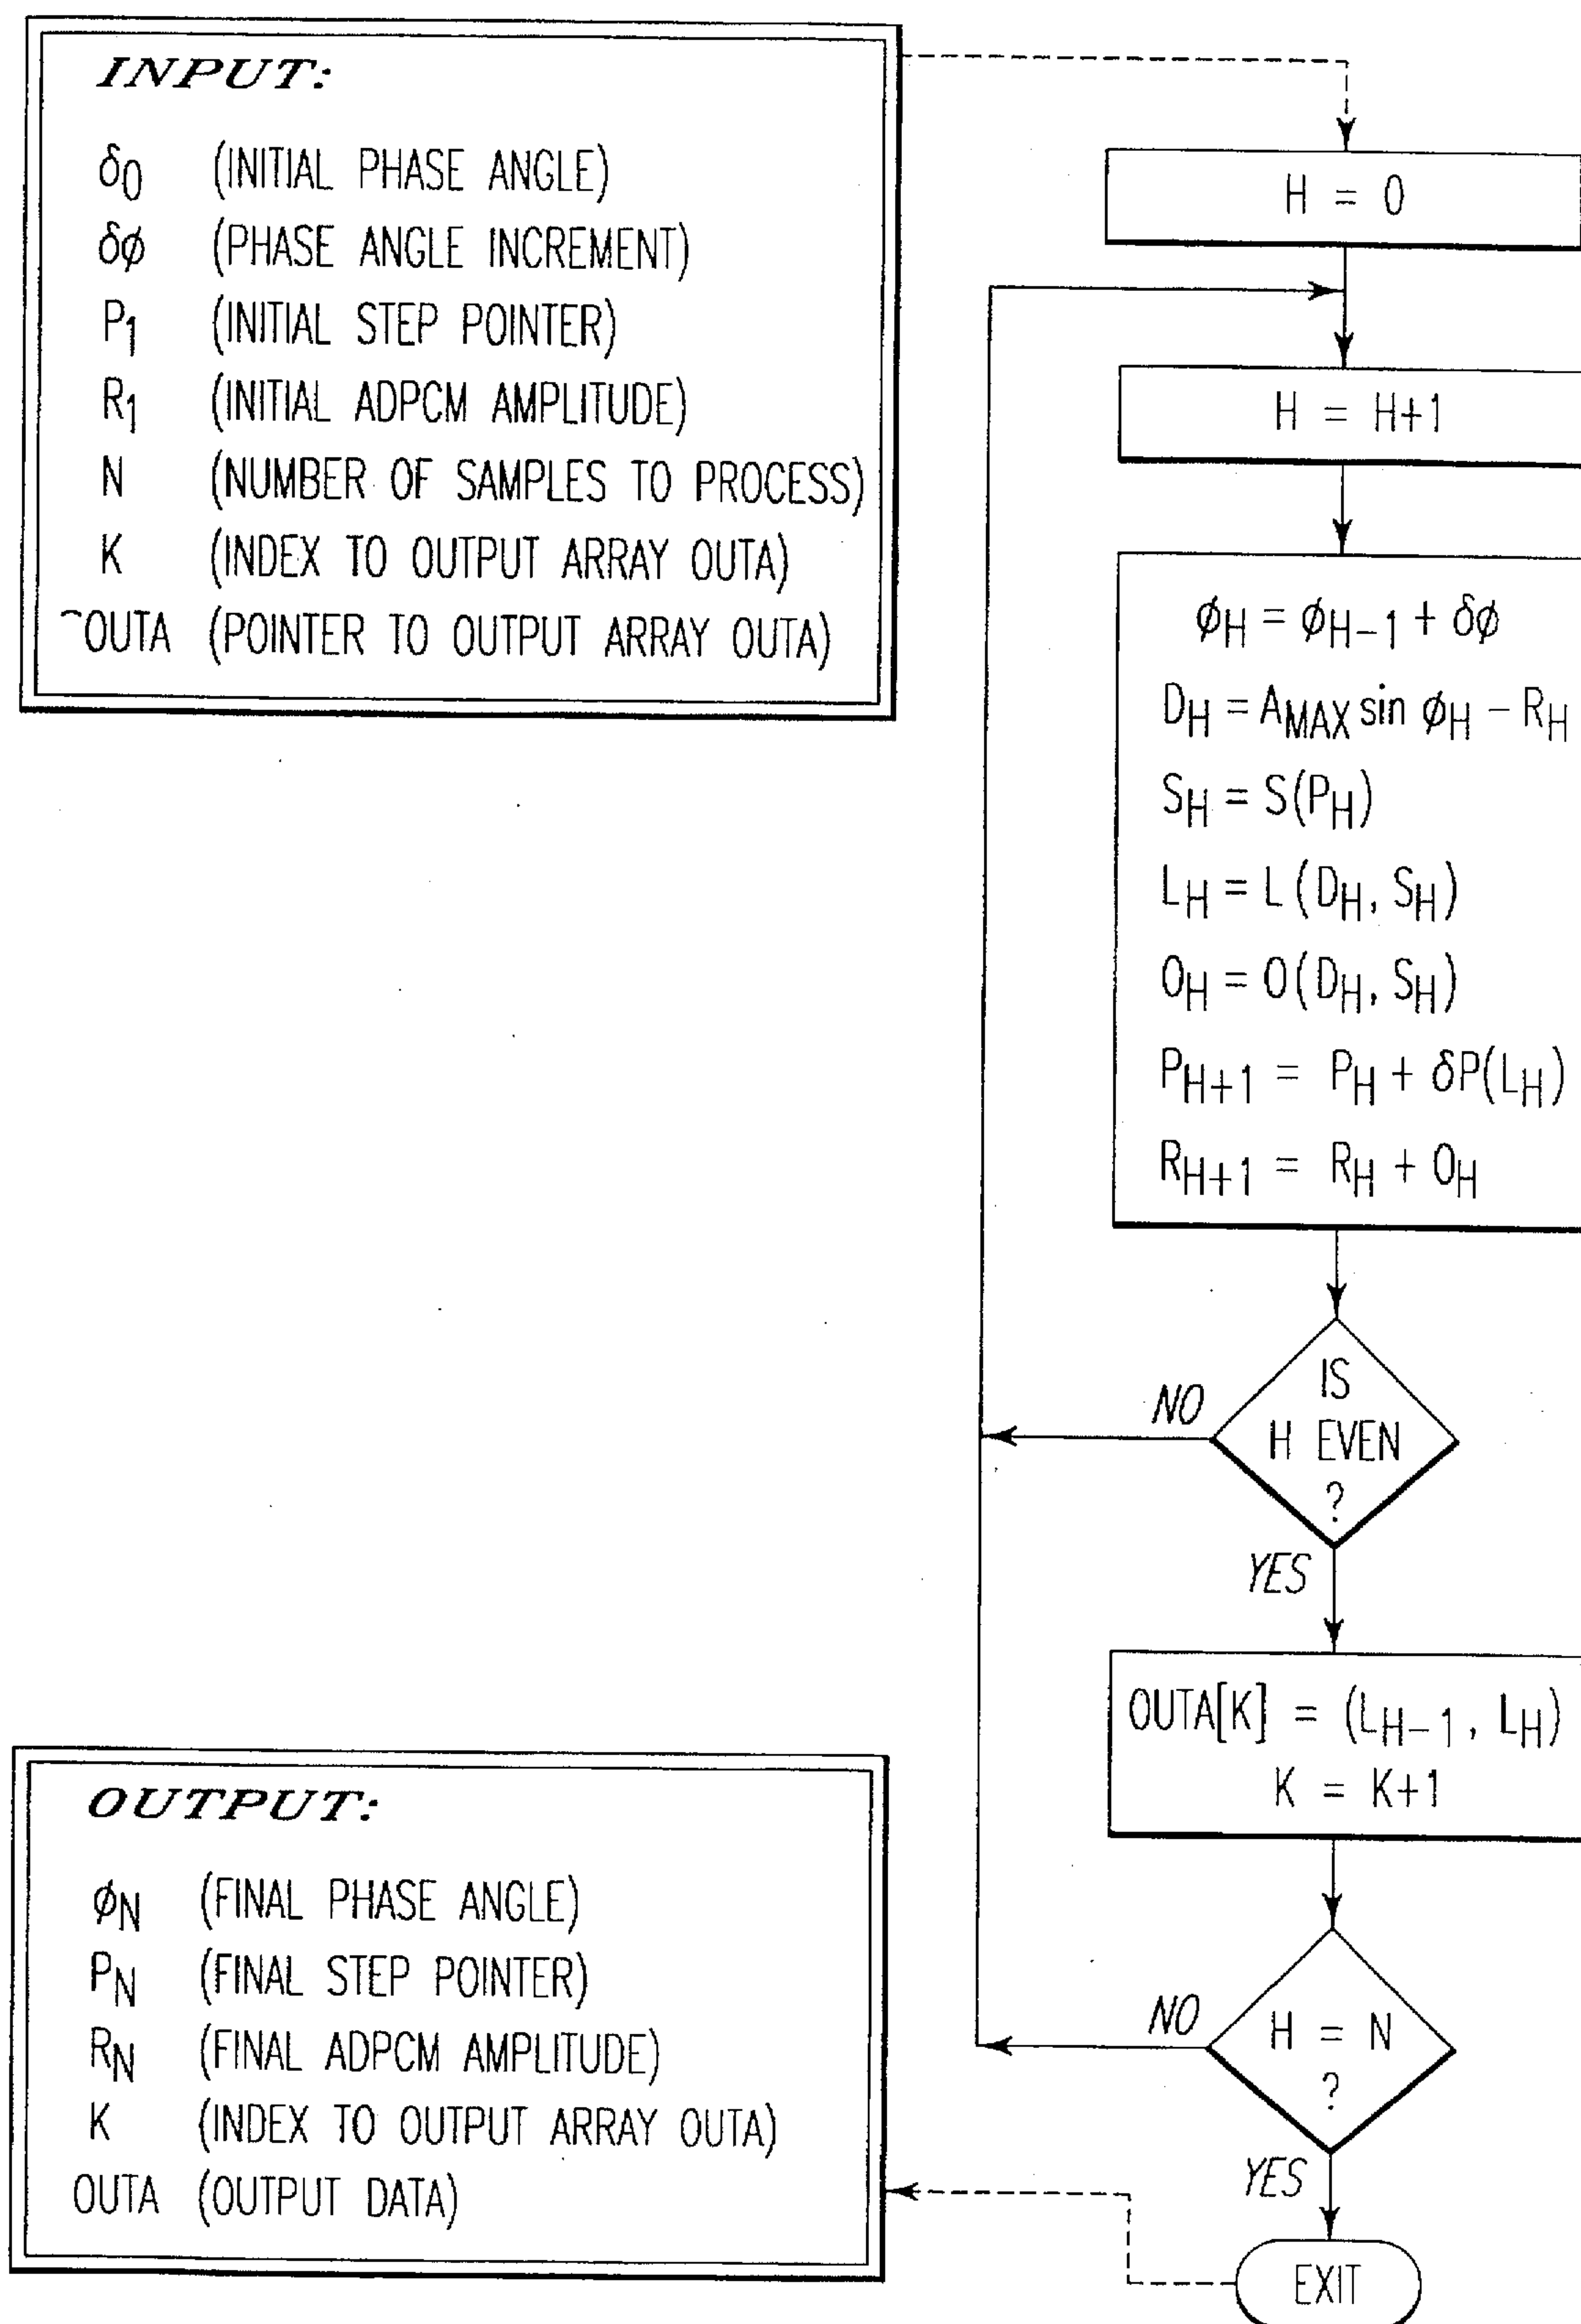 INPUT:
δ0 (INITIAL PHASE ANGLE)
δϕ (PHASE ANGLE INCREMENT)
P1 (INITIAL STEP POINTER)
R1 (INITIAL ADPCM AMPLITUDE)
N (NUMBER OF SAMPLES TO PROCESS)
K (INDEX TO OUTPUT ARRAY OUTA)
~OUTA (POINTER TO OUTPUT ARRAY OUTA)
H = 0
H = H+1
ϕH = ϕH-1 + δϕ
DH = AMAX sin ϕH - RH
SH = S(PH)
LH = L(DH, SH)
OH = O(DH, SH)
PH+1 = PH + δP(LH)
RH+1 = RH + OH
IS
H EVEN
?
NO
YES
OUTA[K] = (LH-1, LH)
K = K+1
H = N
?
NO
YES
EXIT
OUTPUT:
ϕN (FINAL PHASE ANGLE)
PN (FINAL STEP POINTER)
RN (FINAL ADPCM AMPLITUDE)
K (INDEX TO OUTPUT ARRAY OUTA)
OUTA (OUTPUT DATA)